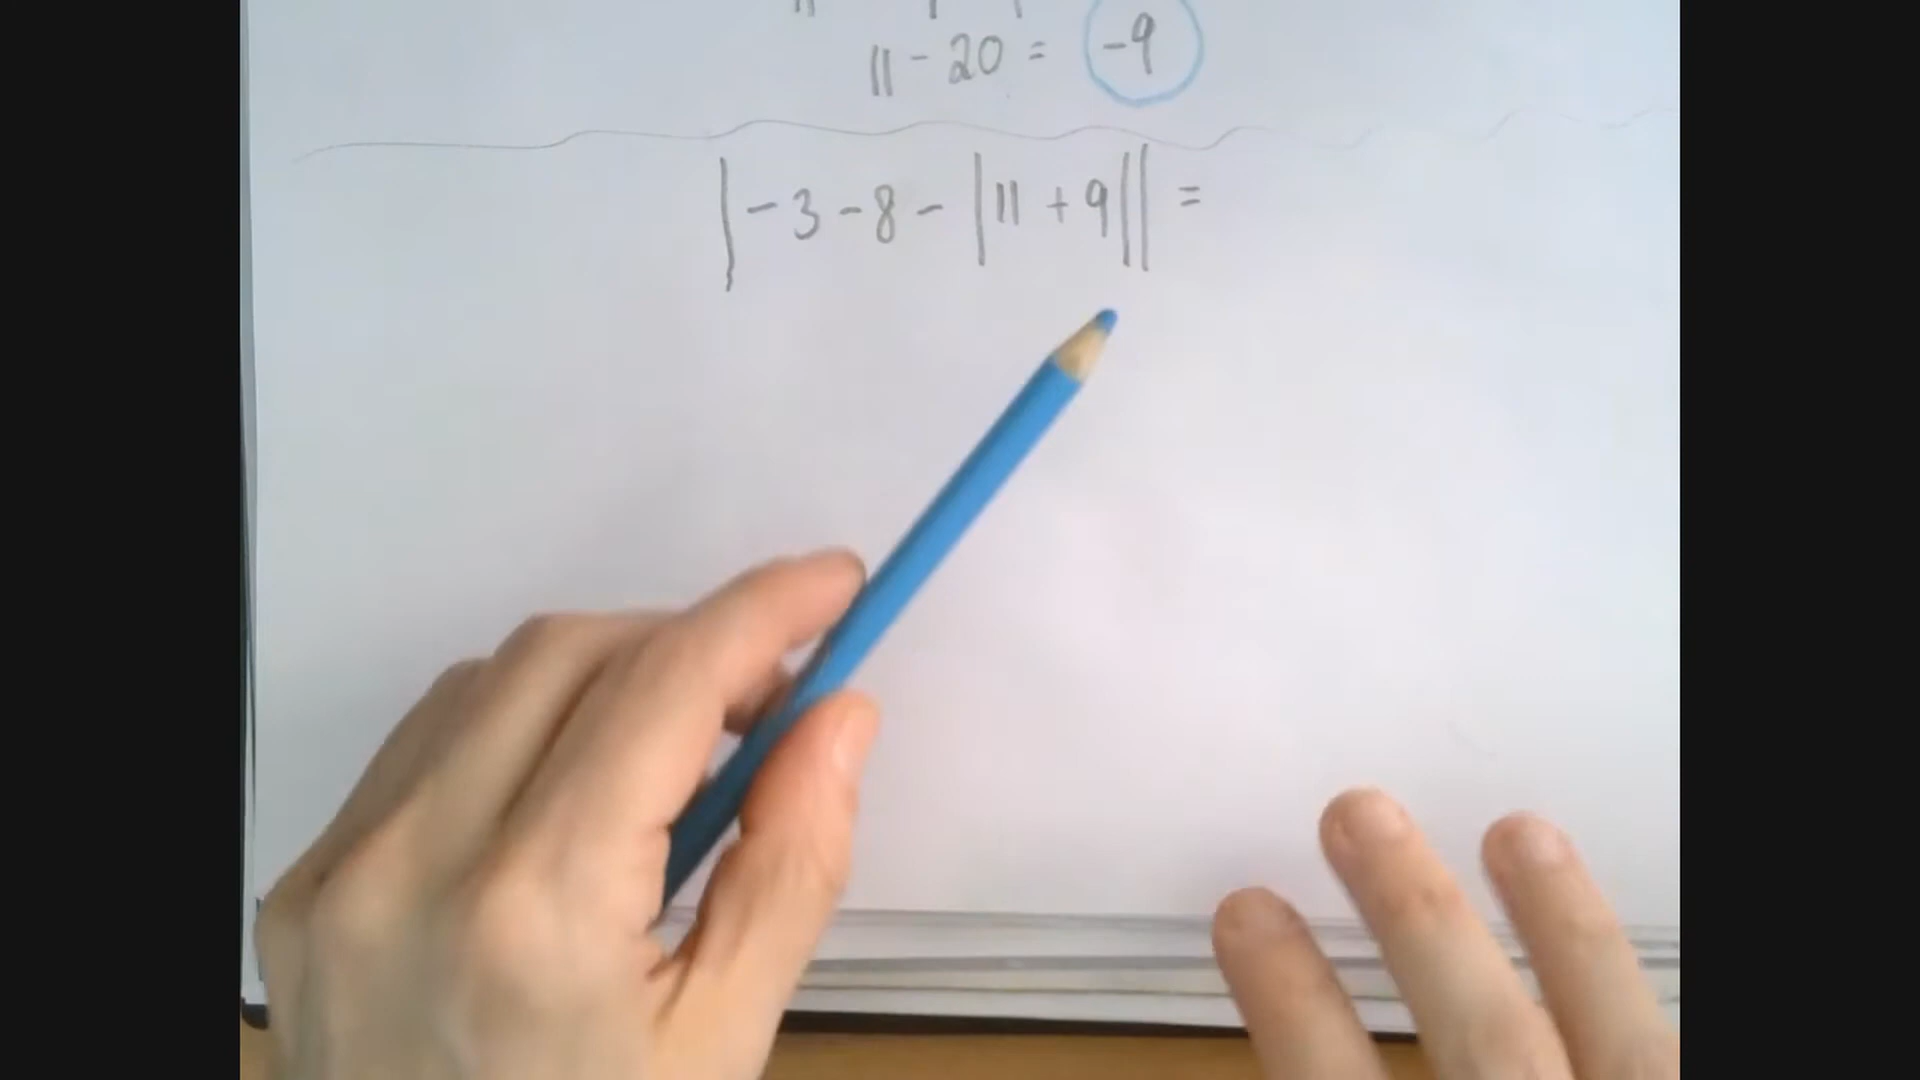 11 - 20 = -9
|-3-8-|11+9|| =